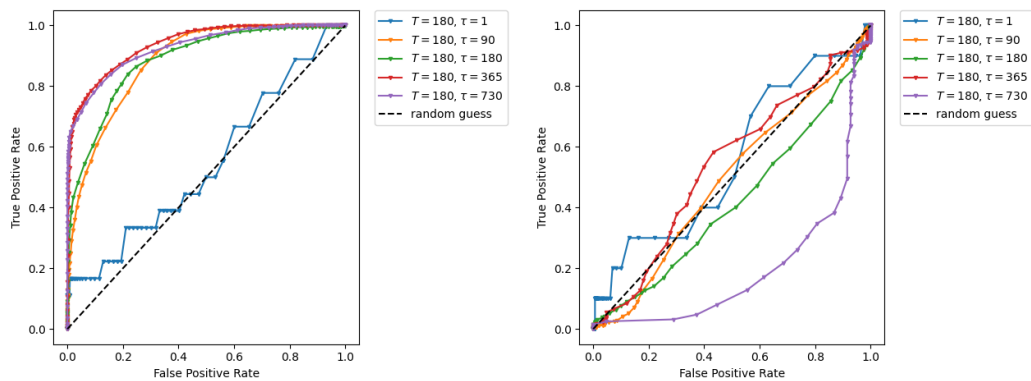 1.0
0.8
0.6
0.4
0.2
0.0
True Positive Rate
0.0 0.2 0.4 0.6 0.8 1.0
False Positive Rate
T = 180, τ = 1
T = 180, τ = 90
T = 180, τ = 180
T = 180, τ = 365
T = 180, τ = 730
random guess
1.0
0.8
0.6
0.4
0.2
0.0
True Positive Rate
0.0 0.2 0.4 0.6 0.8 1.0
False Positive Rate
T = 180, τ = 1
T = 180, τ = 90
T = 180, τ = 180
T = 180, τ = 365
T = 180, τ = 730
random guess